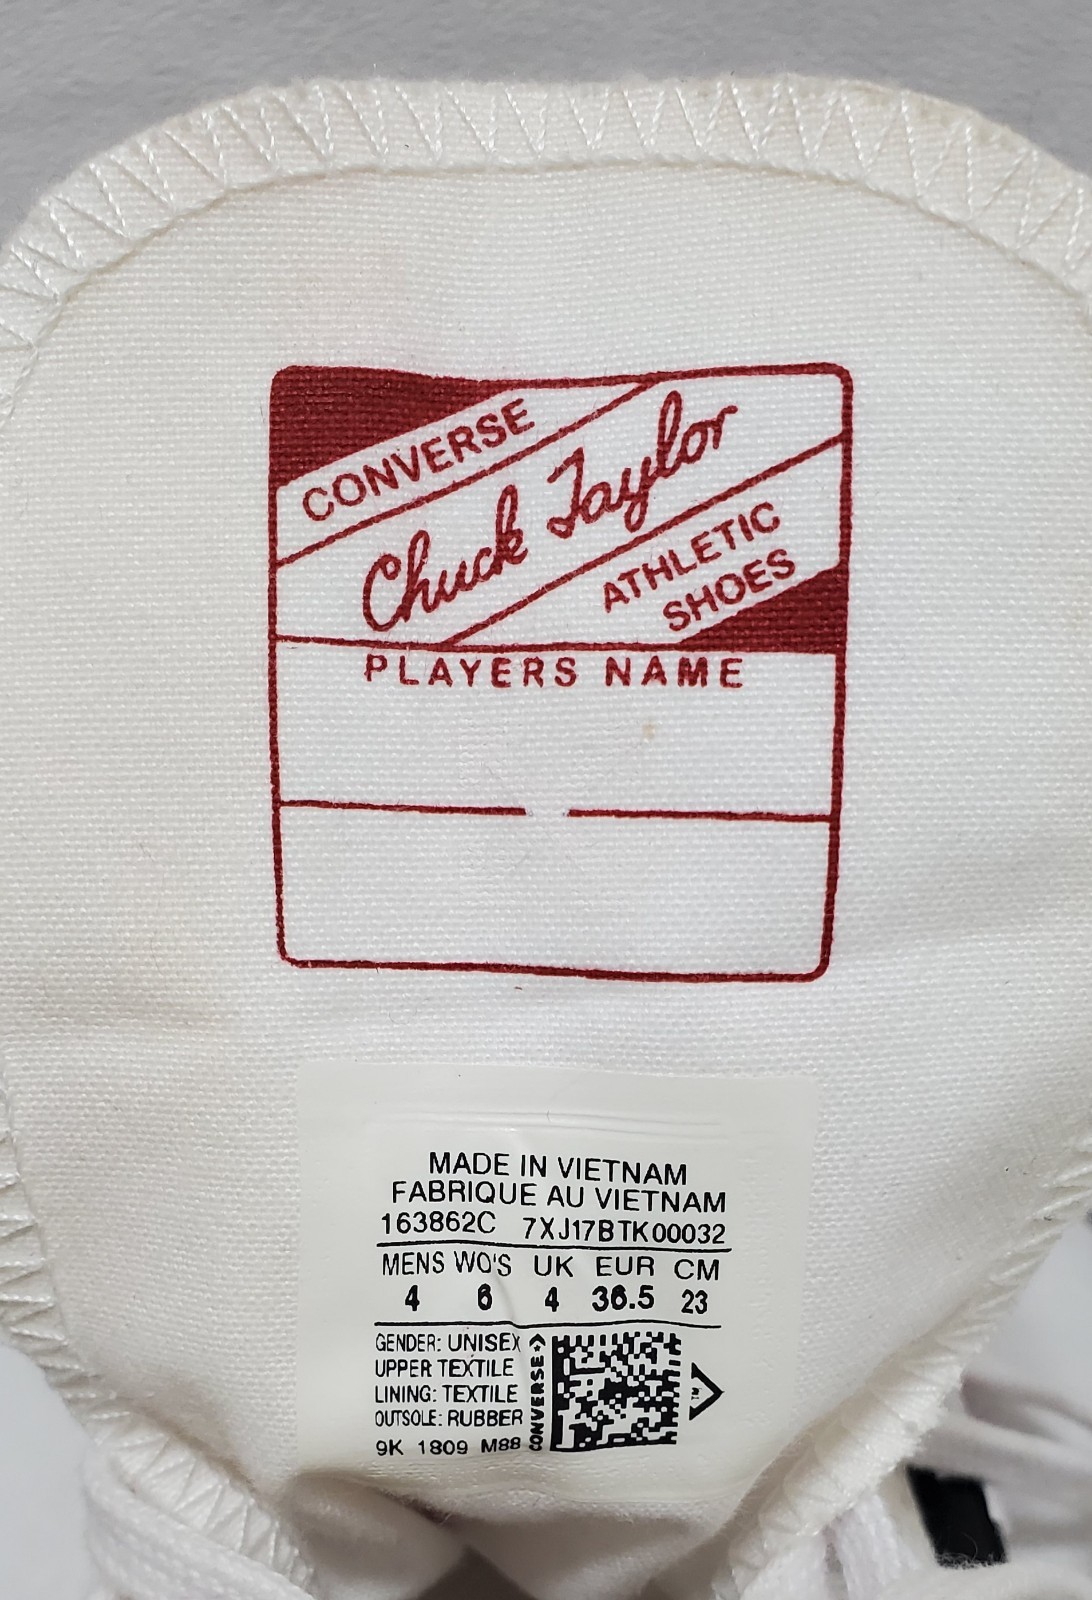 CONVERSE
Chuck Taylor
ATHLETIC
SHOES
PLAYERS NAME
MADE IN VIETNAM
FABRIQUE AU VIETNAM
163862C 7XJ17BTK00032
MENS WO'S UK EUR CM
4 6 4 36.5 23
GENDER: UNISEX
UPPER TEXTILE
LINING: TEXTILE
OUTSOLE: RUBBER
9K 1809 M88
CONVERSE
TM